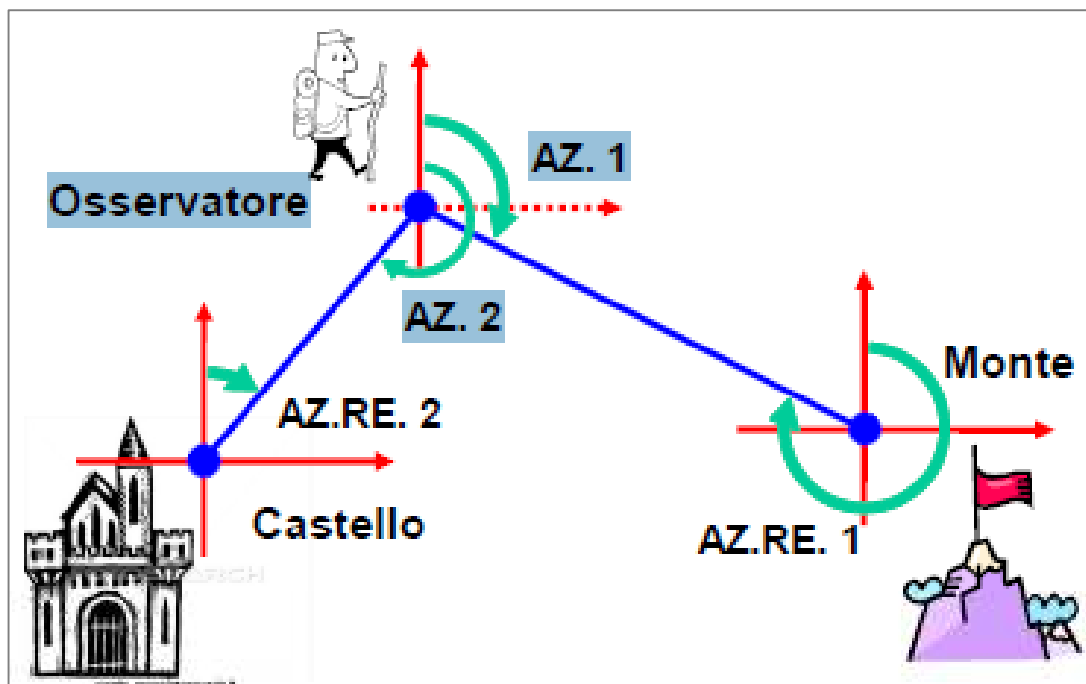 AZ. 1
Osservatore
AZ. 2
Monte
AZ.RE. 2
Castello
AZ.RE. 1